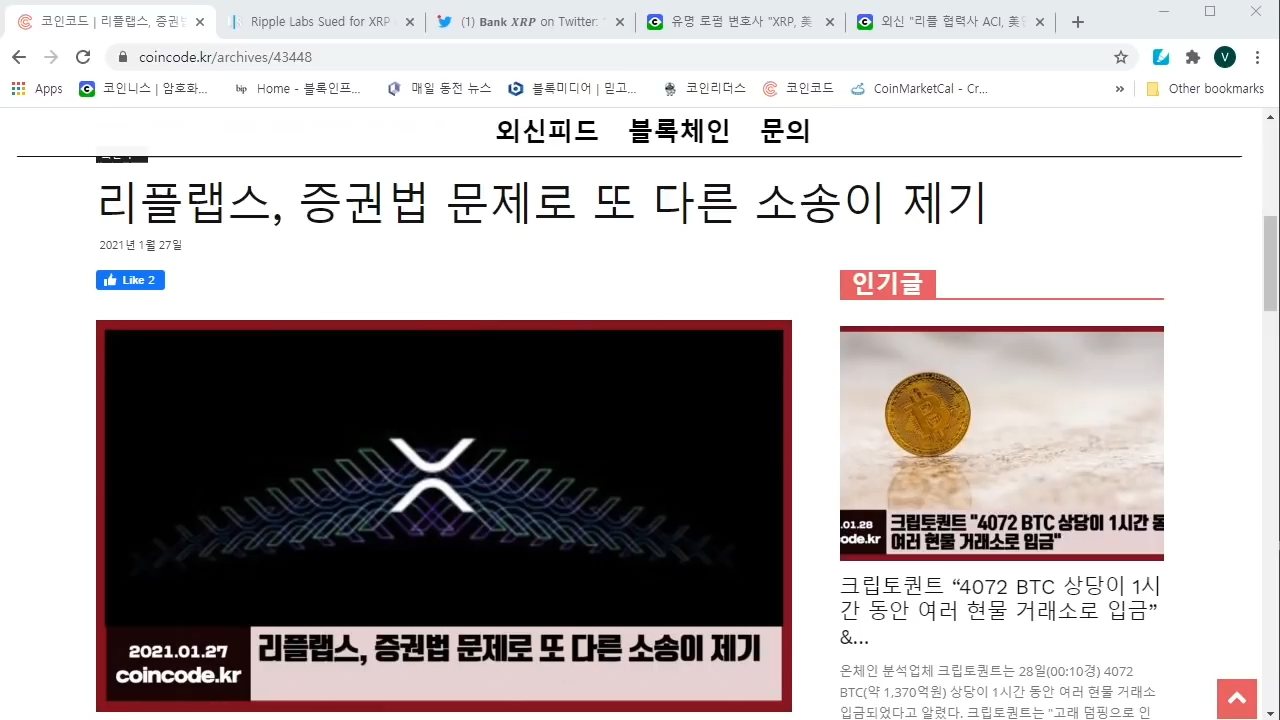 코인코드 | 리플랩스, 증권법
Ripple Labs Sued for XRP
(1) Bank XRP on Twitter: "
유명 로펌 변호사 "XRP, 美
외신 "리플 협력사 ACI, 美
coincode.kr/archives/43448
V
Apps
코인니스 | 암호화...
bip
Home - 블록인프...
매일 동전 뉴스
블록미디어 | 믿고...
코인리더스
코인코드
CoinMarketCal - Cr...
»
Other bookmarks
외신피드 블록체인 문의
리플랩스, 증권법 문제로 또 다른 소송이 제기
2021년 1월 27일
Like 2
2021.01.27
coincode.kr
리플랩스, 증권법 문제로 또 다른 소송이 제기
인기글
.01.28
ode.kr
크립토퀀트 "4072 BTC 상당이 1시간 동
여러 현물 거래소로 입금"
크립토퀀트 “4072 BTC 상당이 1시
간 동안 여러 현물 거래소로 입금”
&...
온체인 분석업체 크립토퀀트는 28일(00:10경) 4072
BTC(약 1,370억원) 상당이 1시간 동안 여러 현물 거래소
입금되었다고 알렸다. 크립토퀀트는 "고래 덤핑으로 인